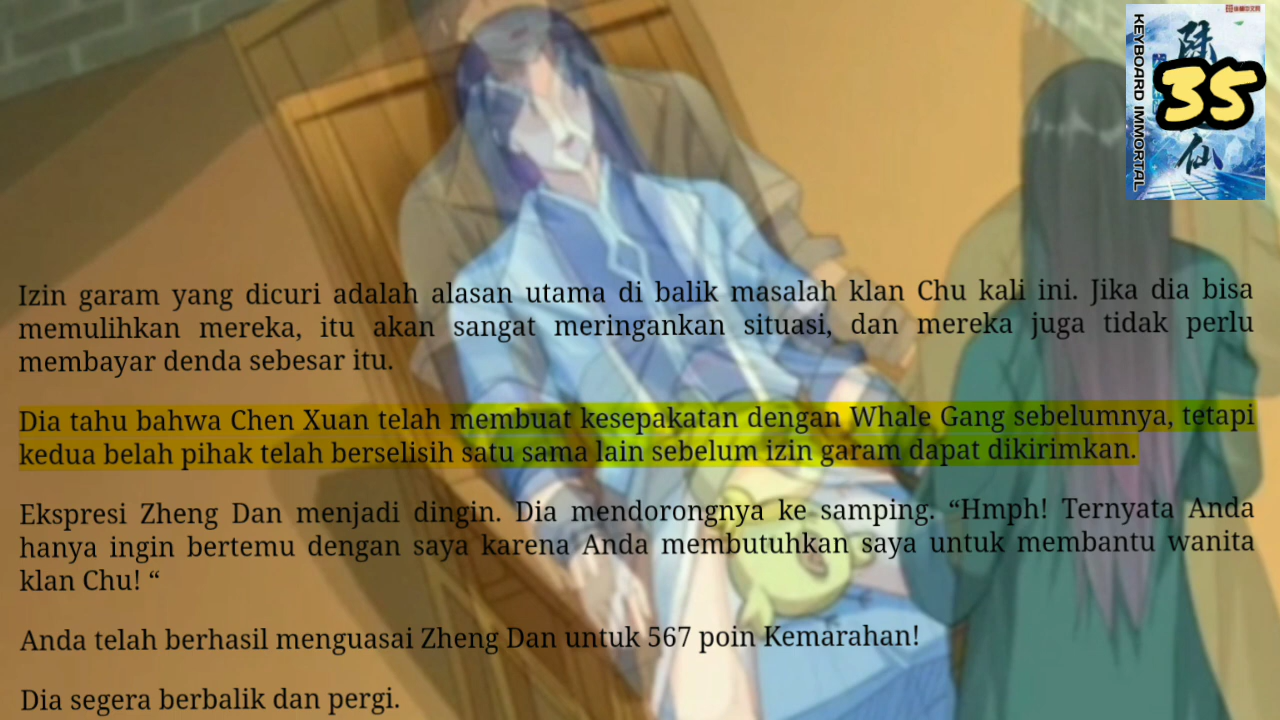 KEYBOARD IMMORTAL
35
仙
Izin garam yang dicuri adalah alasan utama di balik masalah klan Chu kali ini. Jika dia bisa
memulihkan mereka, itu akan sangat meringankan situasi, dan mereka juga tidak perlu
membayar denda sebesar itu.
Dia tahu bahwa Chen Xuan telah membuat kesepakatan dengan Whale Gang sebelumnya, tetapi
kedua belah pihak telah berselisih satu sama lain sebelum izin garam dapat dikirimkan.
Ekspresi Zheng Dan menjadi dingin. Dia mendorongnya ke samping. “Hmph! Ternyata Anda
hanya ingin bertemu dengan saya karena Anda membutuhkan saya untuk membantu wanita
klan Chu! “
Anda telah berhasil menguasai Zheng Dan untuk 567 poin Kemarahan!
Dia segera berbalik dan pergi.